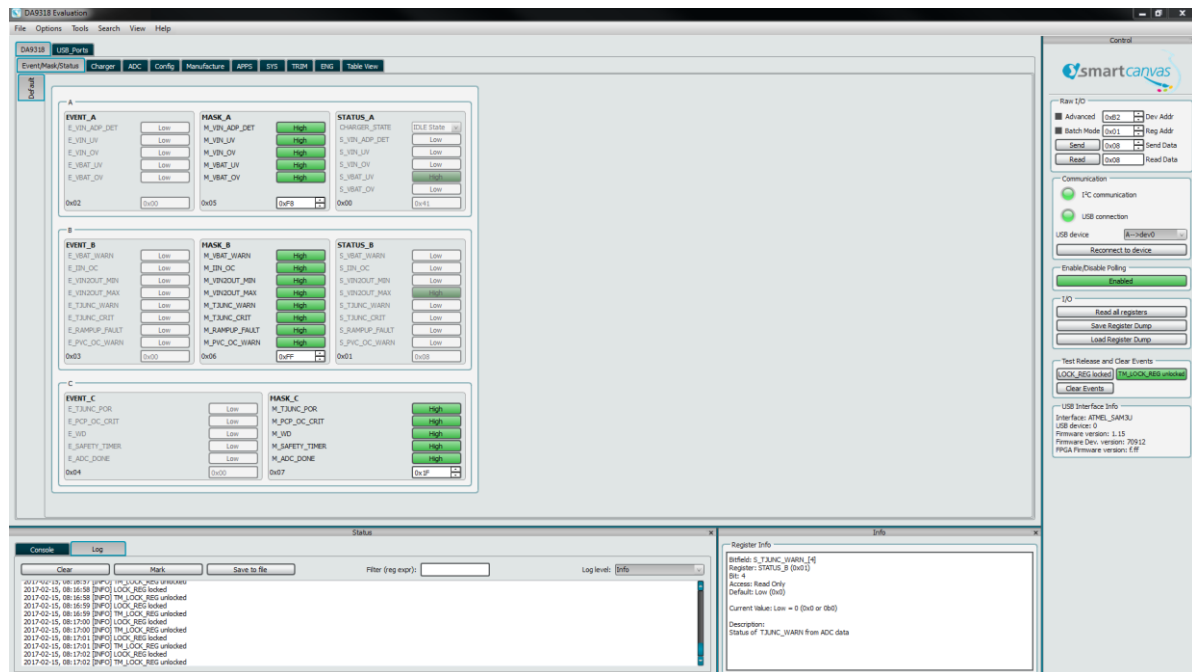 DA9318 Evaluation
File Options Tools Search View Help
DA9318 USB_Ports
Event/Mask/Status Charger ADC Config Manufacture APPS SYS TRIM ENG Table View
Default
A
EVENT_A MASK_A STATUS_A
E_VIN_ADP_DET Low M_VIN_ADP_DET High CHARGER_STATE IDLE State
E_VIN_UV Low M_VIN_UV High S_VIN_ADP_DET Low
E_VIN_OV Low M_VIN_OV High S_VIN_UV Low
E_VBAT_UV Low M_VBAT_UV High S_VIN_OV Low
E_VBAT_OV Low M_VBAT_OV High S_VBAT_UV High
S_VBAT_OV Low
0x02 0x00 0x05 0xF8 0x00 0x41
B
EVENT_B MASK_B STATUS_B
E_VBAT_WARN Low M_VBAT_WARN High S_VBAT_WARN Low
E_IIN_OC Low M_IIN_OC High S_IIN_OC Low
E_VIN2OUT_MIN Low M_VIN2OUT_MIN High S_VIN2OUT_MIN Low
E_VIN2OUT_MAX Low M_VIN2OUT_MAX High S_VIN2OUT_MAX High
E_TJUNC_WARN Low M_TJUNC_WARN High S_TJUNC_WARN Low
E_TJUNC_CRIT Low M_TJUNC_CRIT High S_TJUNC_CRIT Low
E_RAMPUP_FAULT Low M_RAMPUP_FAULT High S_RAMPUP_FAULT Low
E_PVC_OC_WARN Low M_PVC_OC_WARN High S_PVC_OC_WARN Low
0x03 0x00 0x06 0xFF 0x01 0x08
C
EVENT_C MASK_C
E_TJUNC_POR Low M_TJUNC_POR High
E_PCP_OC_CRIT Low M_PCP_OC_CRIT High
E_WD Low M_WD High
E_SAFETY_TIMER Low M_SAFETY_TIMER High
E_ADC_DONE Low M_ADC_DONE High
0x04 0x00 0x07 0x1F
Control
smartcanvas
Raw I/O
Advanced 0xB2 Dev Addr
Batch Mode 0x01 Reg Addr
Send 0x08 Send Data
Read 0x08 Read Data
Communication
I²C communication
USB connection
USB device A-->dev0
Reconnect to device
Enable/Disable Polling
Enabled
I/O
Read all registers
Save Register Dump
Load Register Dump
Test Release and Clear Events
LOCK_REG locked TM_LOCK_REG unlocked
Clear Events
USB Interface Info
Interface: ATMEL_SAM3U
USB device: 0
Firmware version: 1.15
Firmware Dev. version: 70912
FPGA Firmware version: f.ff
Status
Console Log
Clear Mark Save to file Filter (reg expr): Log level: Info
2017-02-15, 08:16:57 [INFO] TM_LOCK_REG unlocked
2017-02-15, 08:16:58 [INFO] LOCK_REG locked
2017-02-15, 08:16:58 [INFO] TM_LOCK_REG unlocked
2017-02-15, 08:16:59 [INFO] LOCK_REG locked
2017-02-15, 08:16:59 [INFO] TM_LOCK_REG unlocked
2017-02-15, 08:17:00 [INFO] LOCK_REG locked
2017-02-15, 08:17:00 [INFO] TM_LOCK_REG unlocked
2017-02-15, 08:17:01 [INFO] LOCK_REG locked
2017-02-15, 08:17:01 [INFO] TM_LOCK_REG unlocked
2017-02-15, 08:17:02 [INFO] LOCK_REG locked
2017-02-15, 08:17:02 [INFO] TM_LOCK_REG unlocked
Info
Register Info
Bitfield: S_TJUNC_WARN_[4]
Register: STATUS_B (0x01)
Bit: 4
Access: Read Only
Default: Low (0x0)
Current Value: Low = 0 (0x0 or 0b0)
Description:
Status of TJUNC_WARN from ADC data